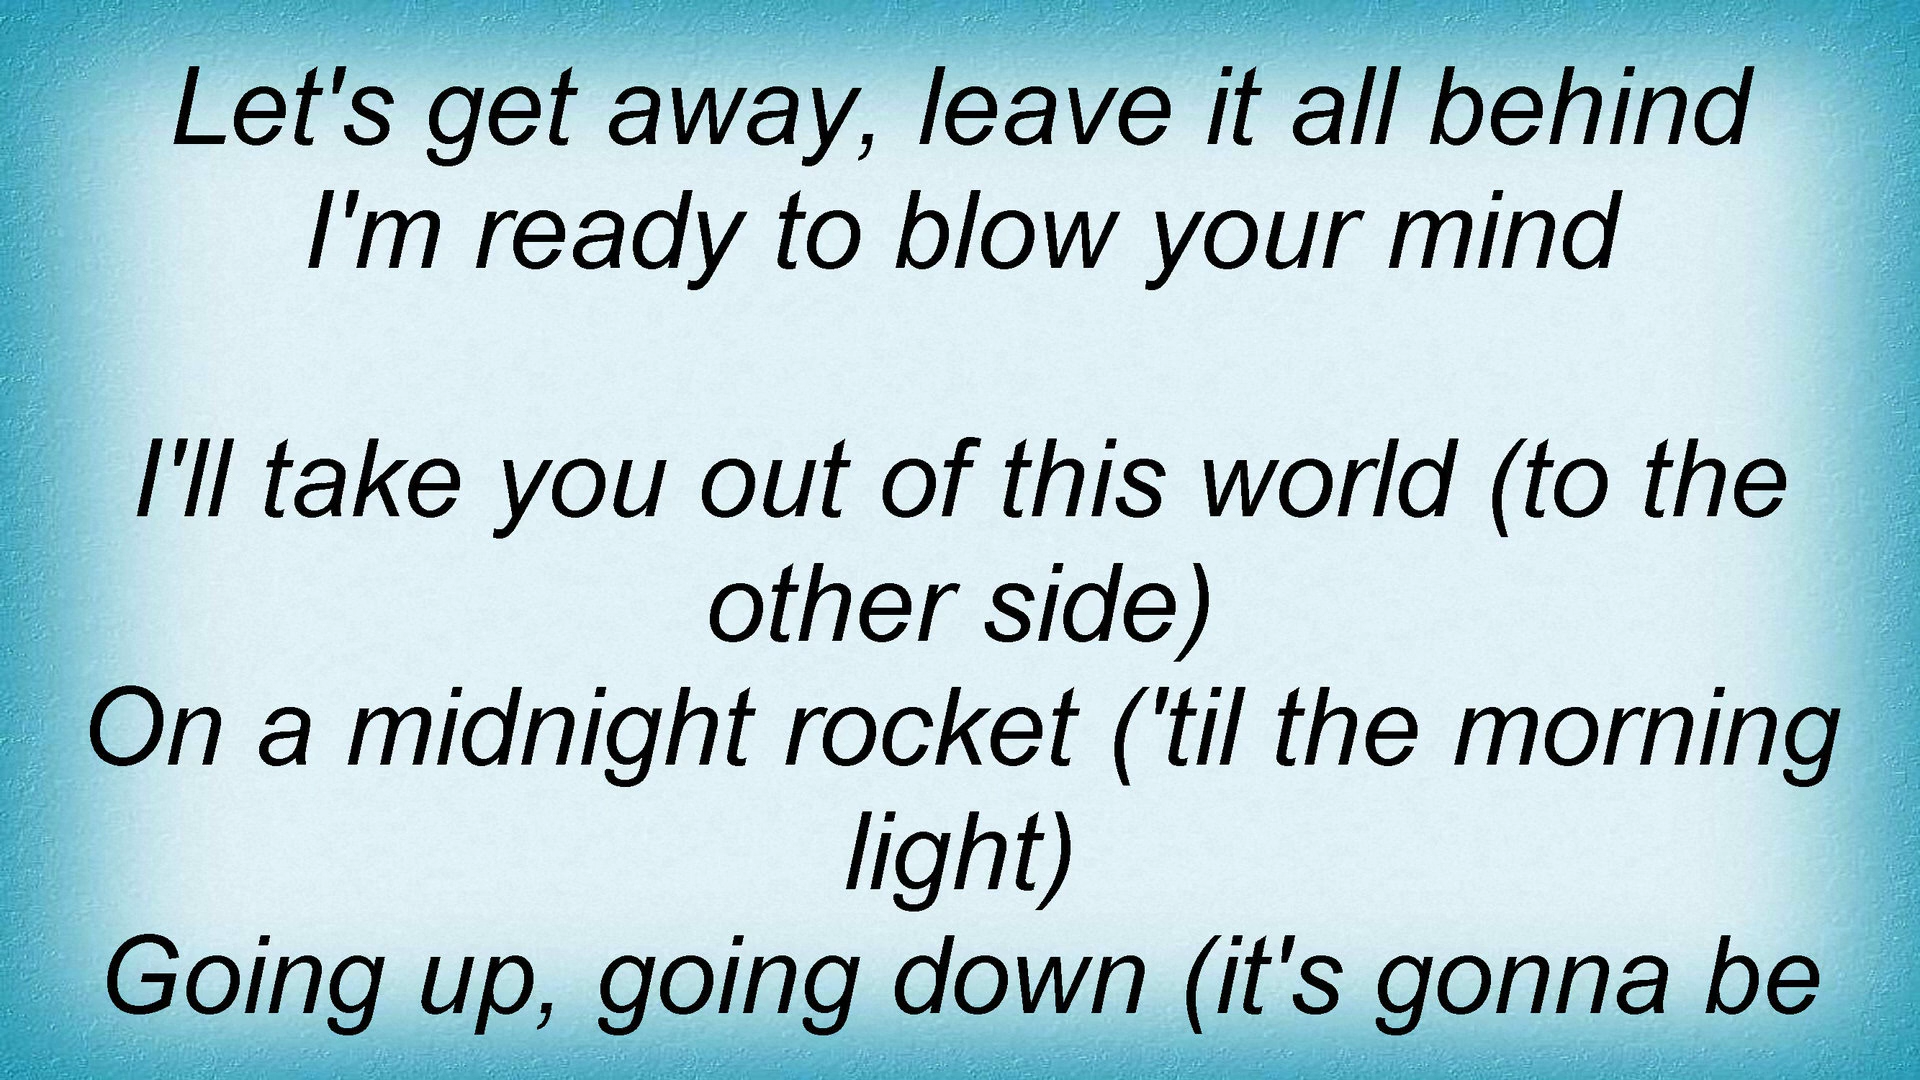 Let's get away, leave it all behind
I'm ready to blow your mind
I'll take you out of this world (to the
other side)
On a midnight rocket ('til the morning
light)
Going up, going down (it's gonna be